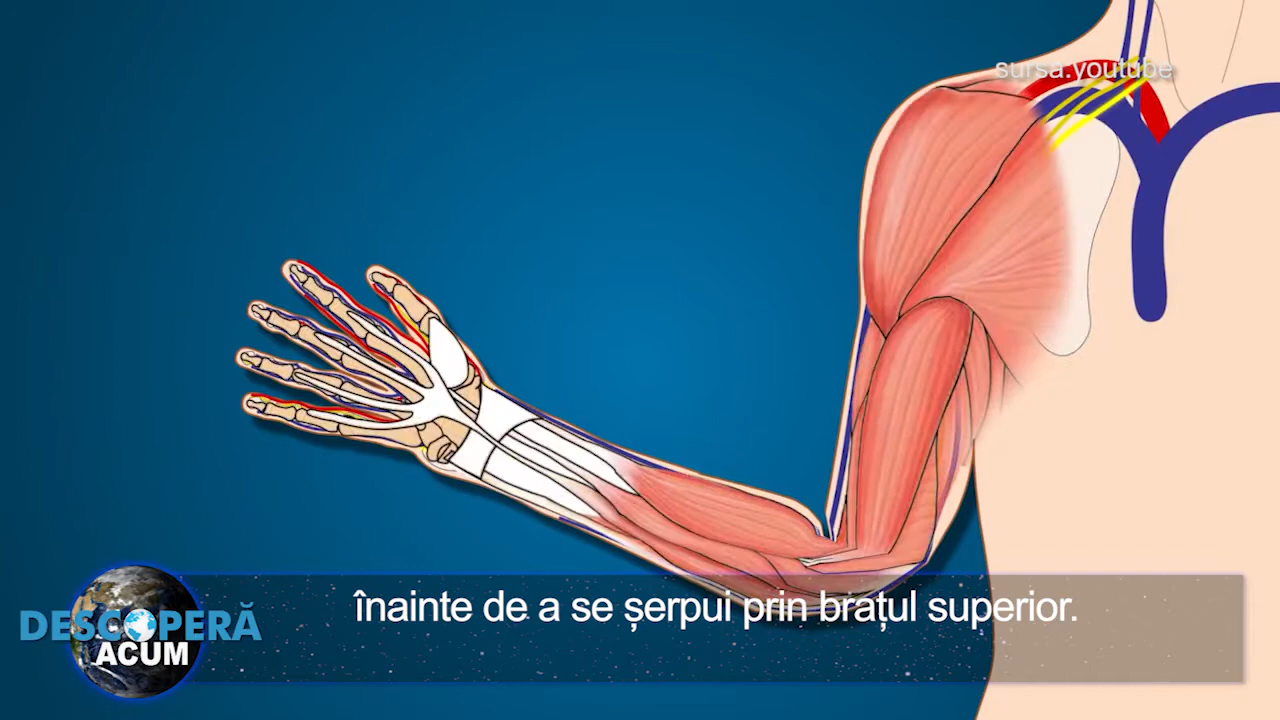 sursa.youtube
înainte de a se șerpui prin brațul superior.
DESCOPERĂ
ACUM